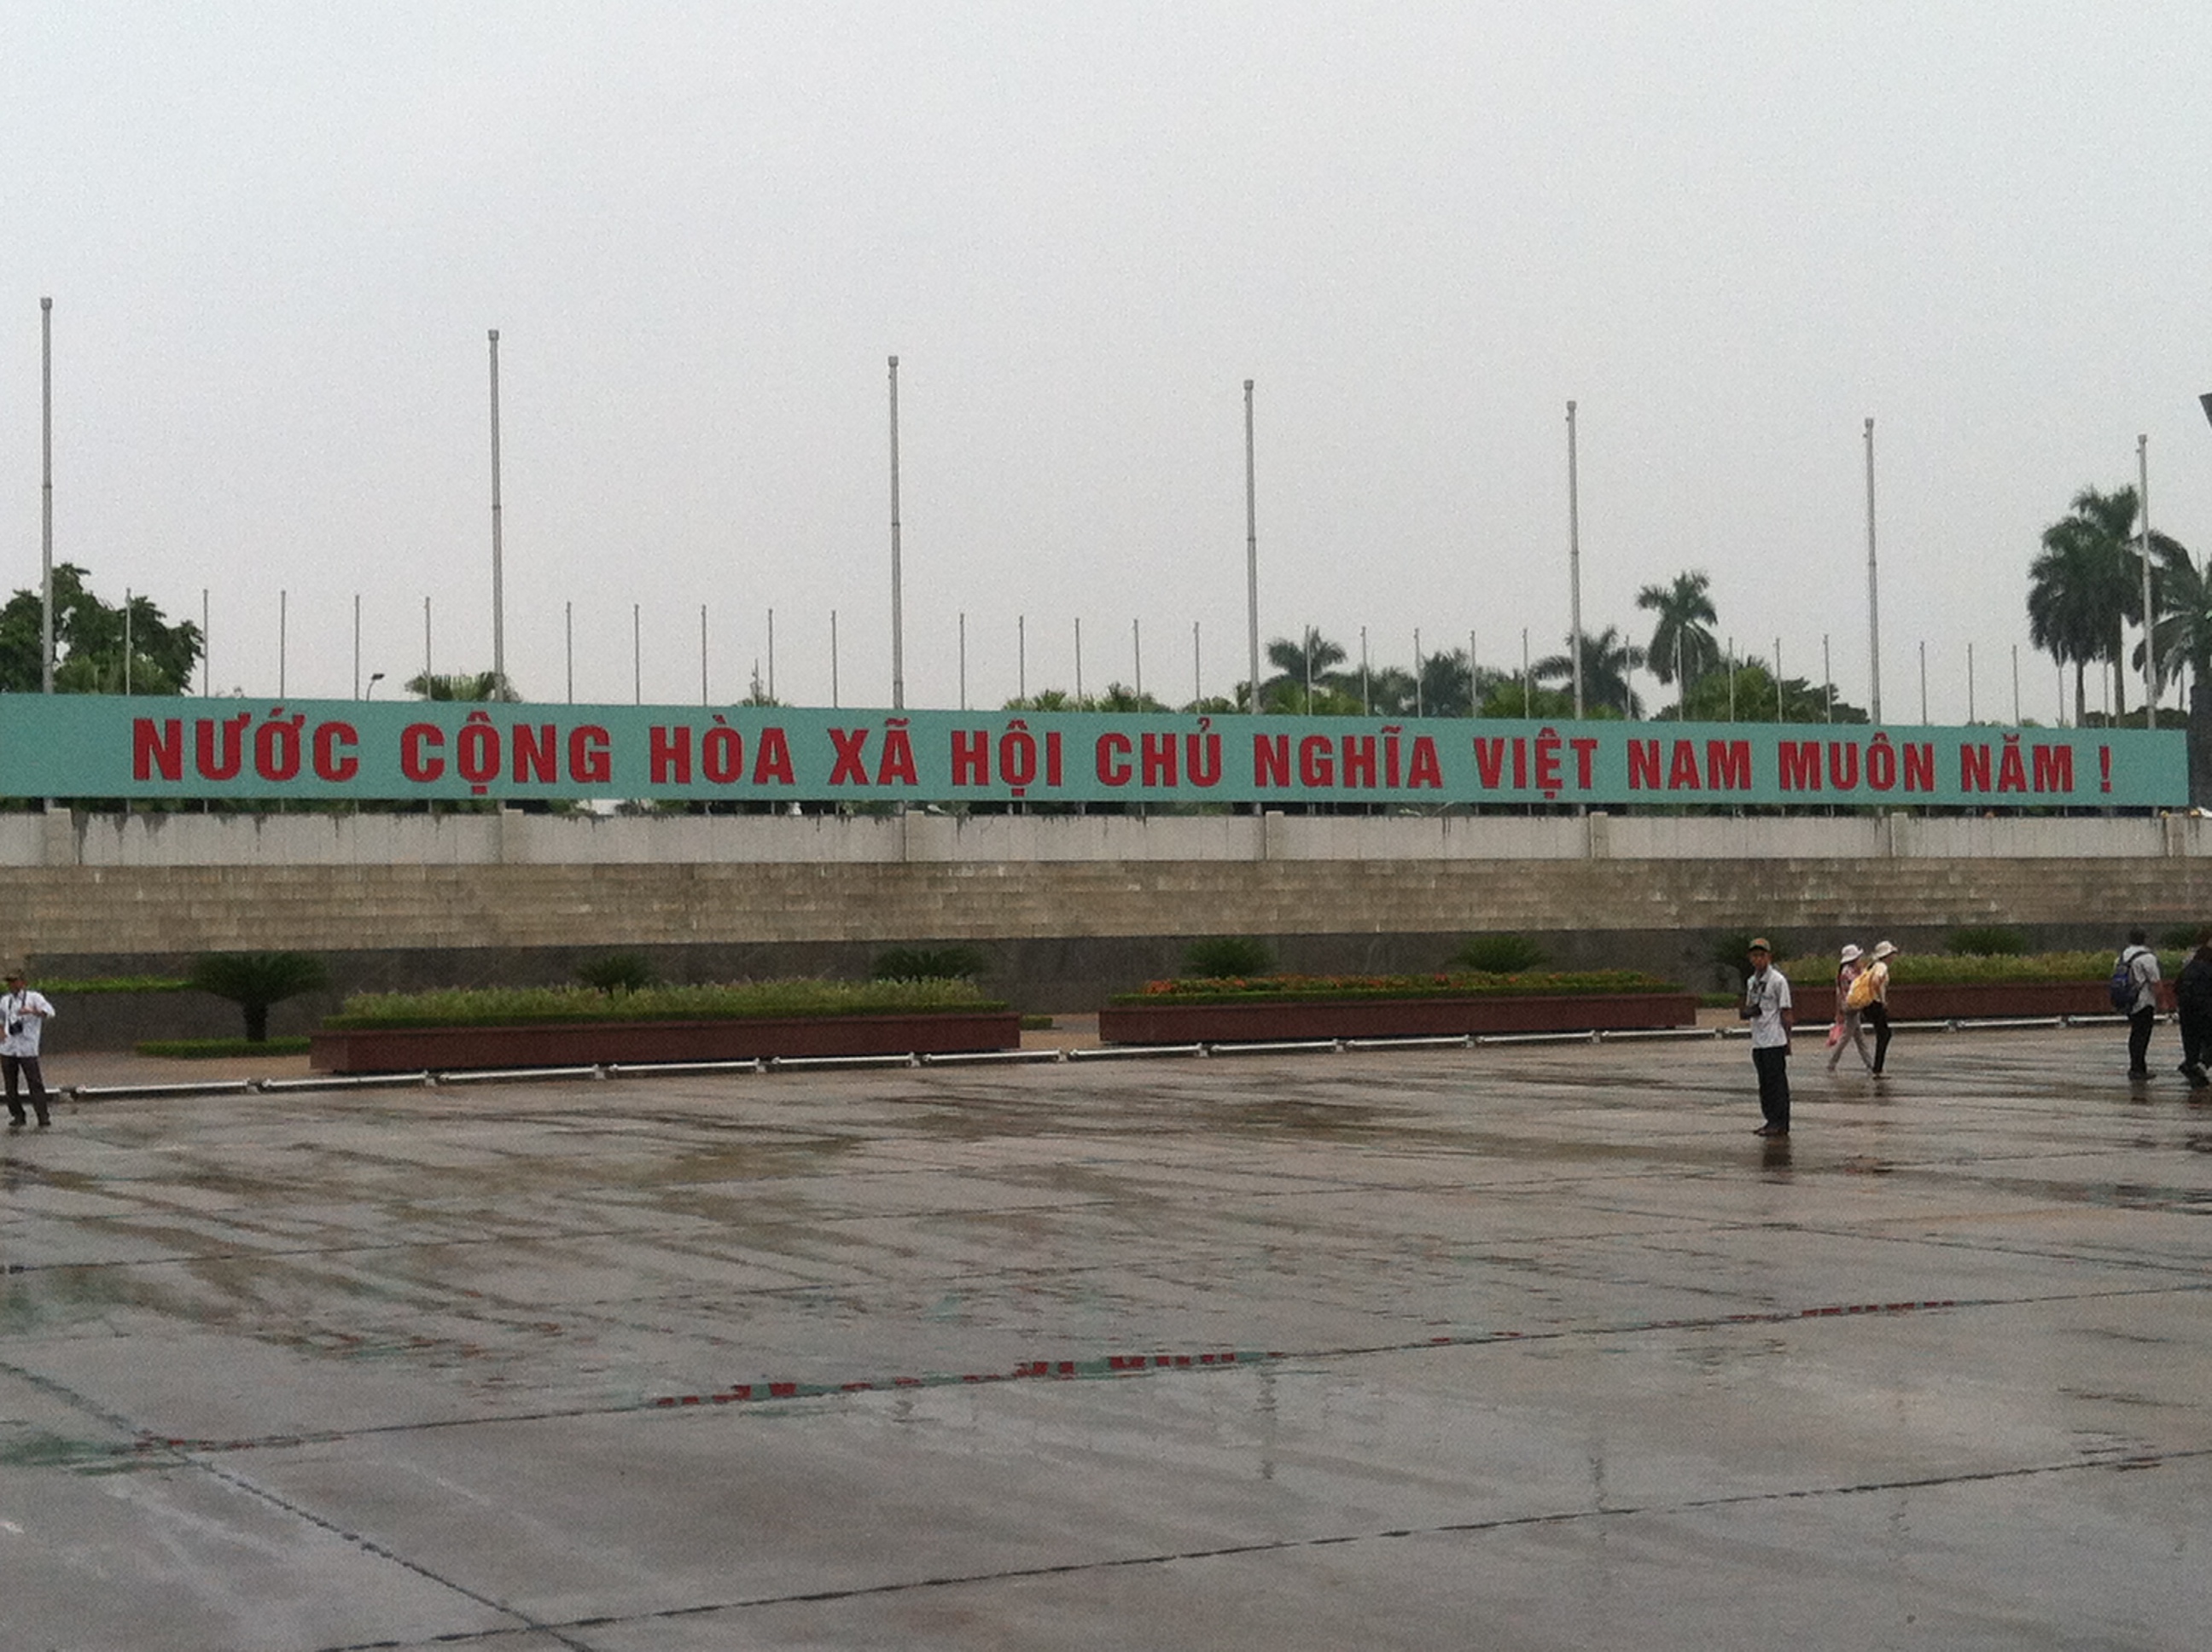 NƯỚC CỘNG HÒA XÃ HỘI CHỦ NGHĨA VIỆT NAM MUÔN NĂM !